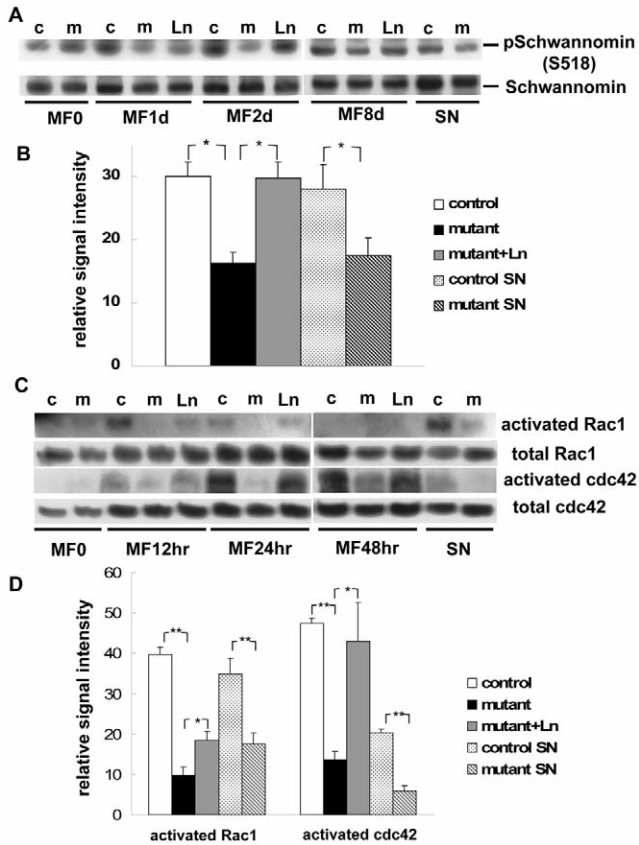 A
c m c m Ln c m Ln c m Ln c m
pSchwannomin
(S518)
Schwannomin
MF0 MF1d MF2d MF8d SN
B
relative signal intensity
30
20
10
0
* * *
control
mutant
mutant+Ln
control SN
mutant SN
C
c m c m Ln c m Ln c m Ln c m
activated Rac1
total Rac1
activated cdc42
total cdc42
MF0 MF12hr MF24hr MF48hr SN
D
relative signal intensity
60
50
40
30
20
10
0
** * ** ** * **
activated Rac1 activated cdc42
control
mutant
mutant+Ln
control SN
mutant SN